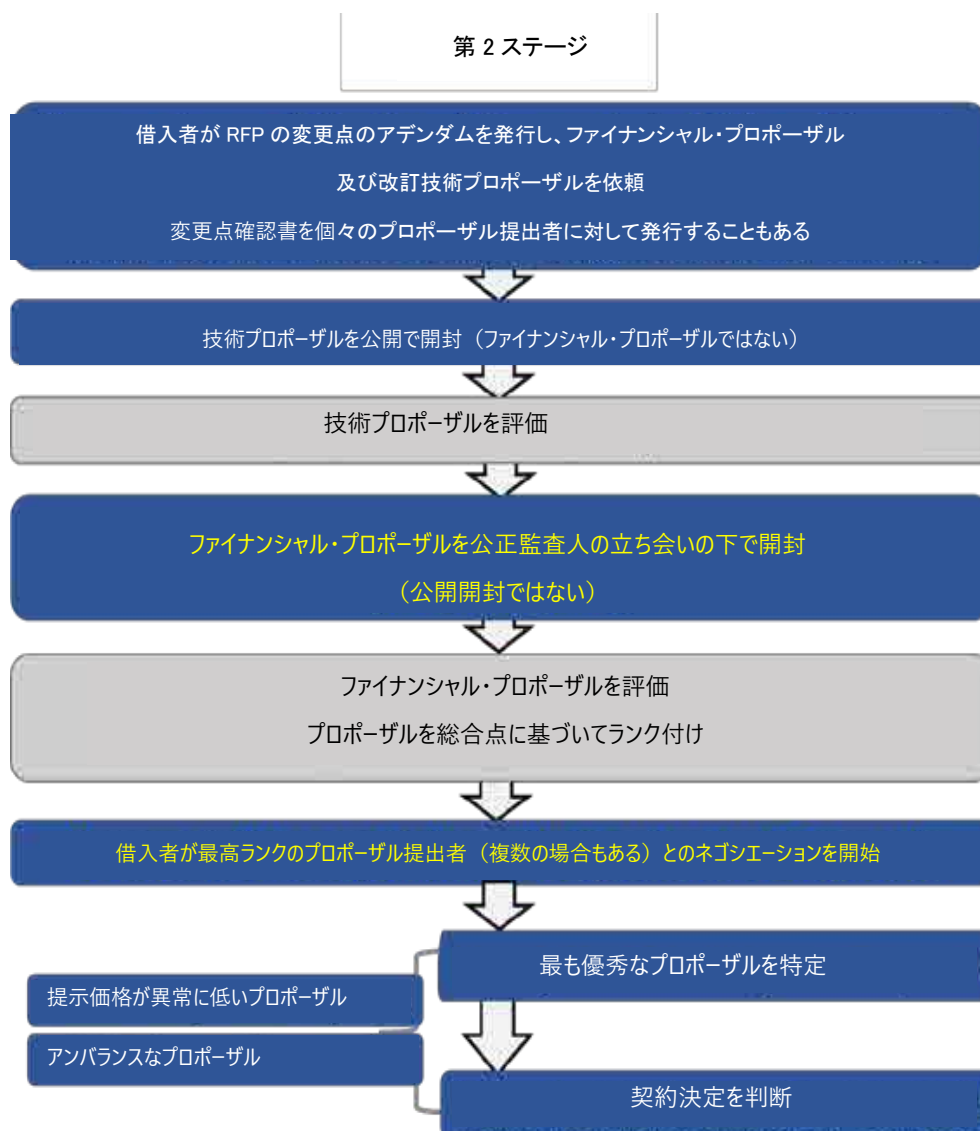 第 2 ステージ
借入者が RFP の変更点のアデンダムを発行し、ファイナンシャル・プロポーザル
及び改訂技術プロポーザルを依頼
変更点確認書を個々のプロポーザル提出者に対して発行することもある
技術プロポーザルを公開で開封（ファイナンシャル・プロポーザルではない）
技術プロポーザルを評価
ファイナンシャル・プロポーザルを公正監査人の立ち会いの下で開封
（公開開封ではない）
ファイナンシャル・プロポーザルを評価
プロポーザルを総合点に基づいてランク付け
借入者が最高ランクのプロポーザル提出者（複数の場合もある）とのネゴシエーションを開始
最も優秀なプロポーザルを特定
提示価格が異常に低いプロポーザル
アンバランスなプロポーザル
契約決定を判断